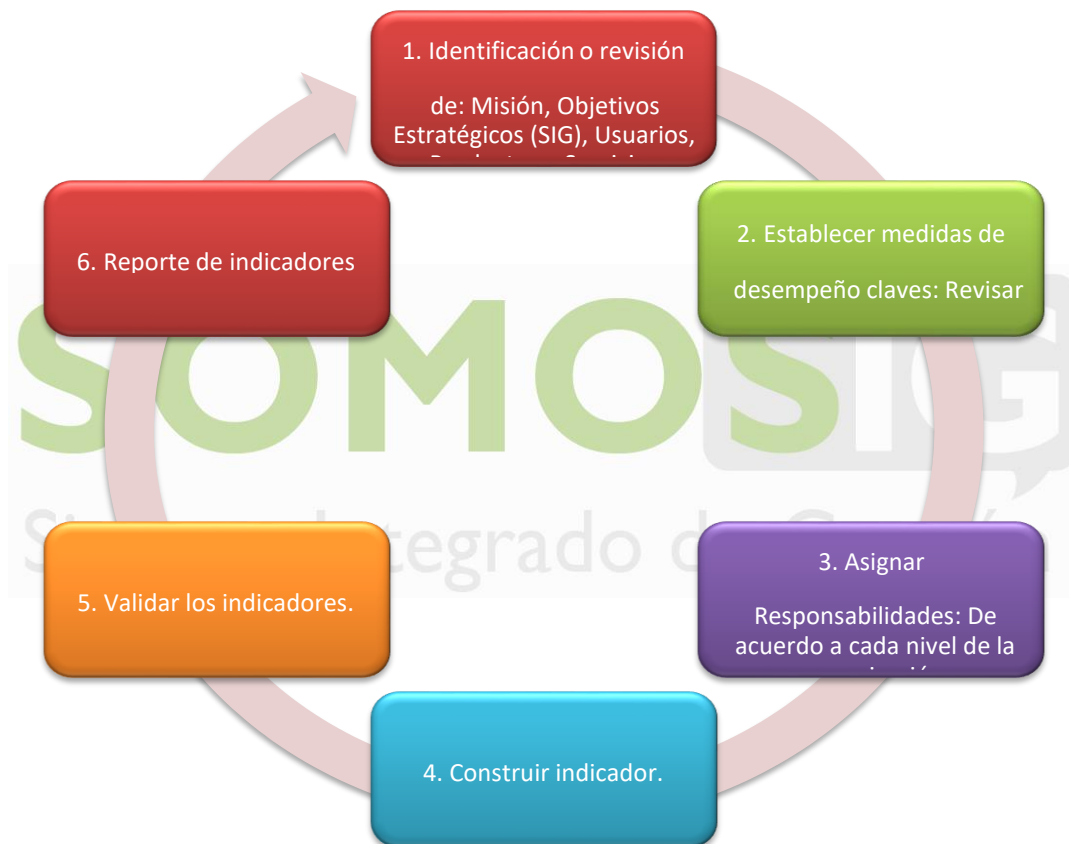 1. Identificación o revisión
de: Misión, Objetivos
Estratégicos (SIG), Usuarios,
2. Establecer medidas de
desempeño claves: Revisar
3. Asignar
Responsabilidades: De
acuerdo a cada nivel de la
4. Construir indicador.
5. Validar los indicadores.
6. Reporte de indicadores
SOMOSIG